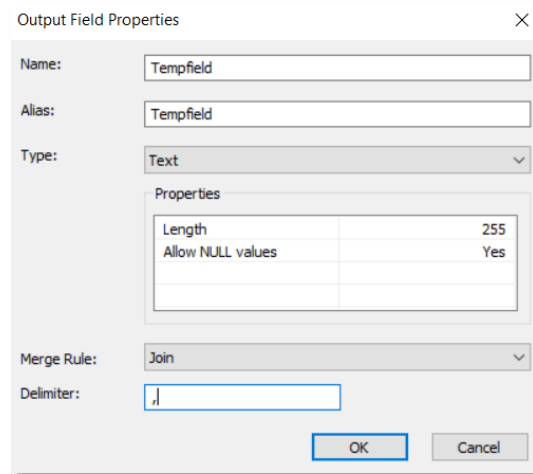 Output Field Properties
Name: Tempfield
Alias: Tempfield
Type: Text
Properties
Length 255
Allow NULL values Yes
Merge Rule: Join
Delimiter: ,
OK Cancel